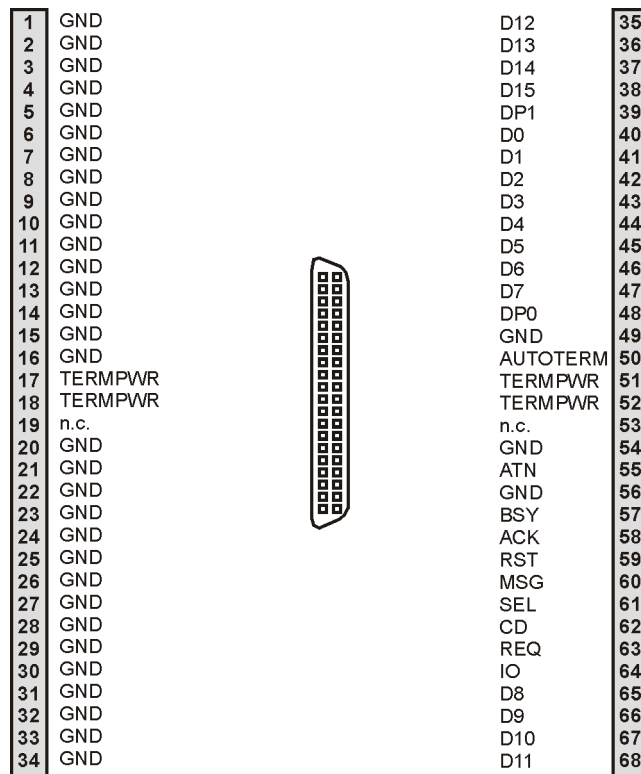 1 GND D12 35
2 GND D13 36
3 GND D14 37
4 GND D15 38
5 GND DP1 39
6 GND D0 40
7 GND D1 41
8 GND D2 42
9 GND D3 43
10 GND D4 44
11 GND D5 45
12 GND D6 46
13 GND D7 47
14 GND DP0 48
15 GND GND 49
16 GND AUTOTERM 50
17 TERMPWR TERMPWR 51
18 TERMPWR TERMPWR 52
19 n.c. n.c. 53
20 GND GND 54
21 GND ATN 55
22 GND GND 56
23 GND BSY 57
24 GND ACK 58
25 GND RST 59
26 GND MSG 60
27 GND SEL 61
28 GND CD 62
29 GND REQ 63
30 GND IO 64
31 GND D8 65
32 GND D9 66
33 GND D10 67
34 GND D11 68